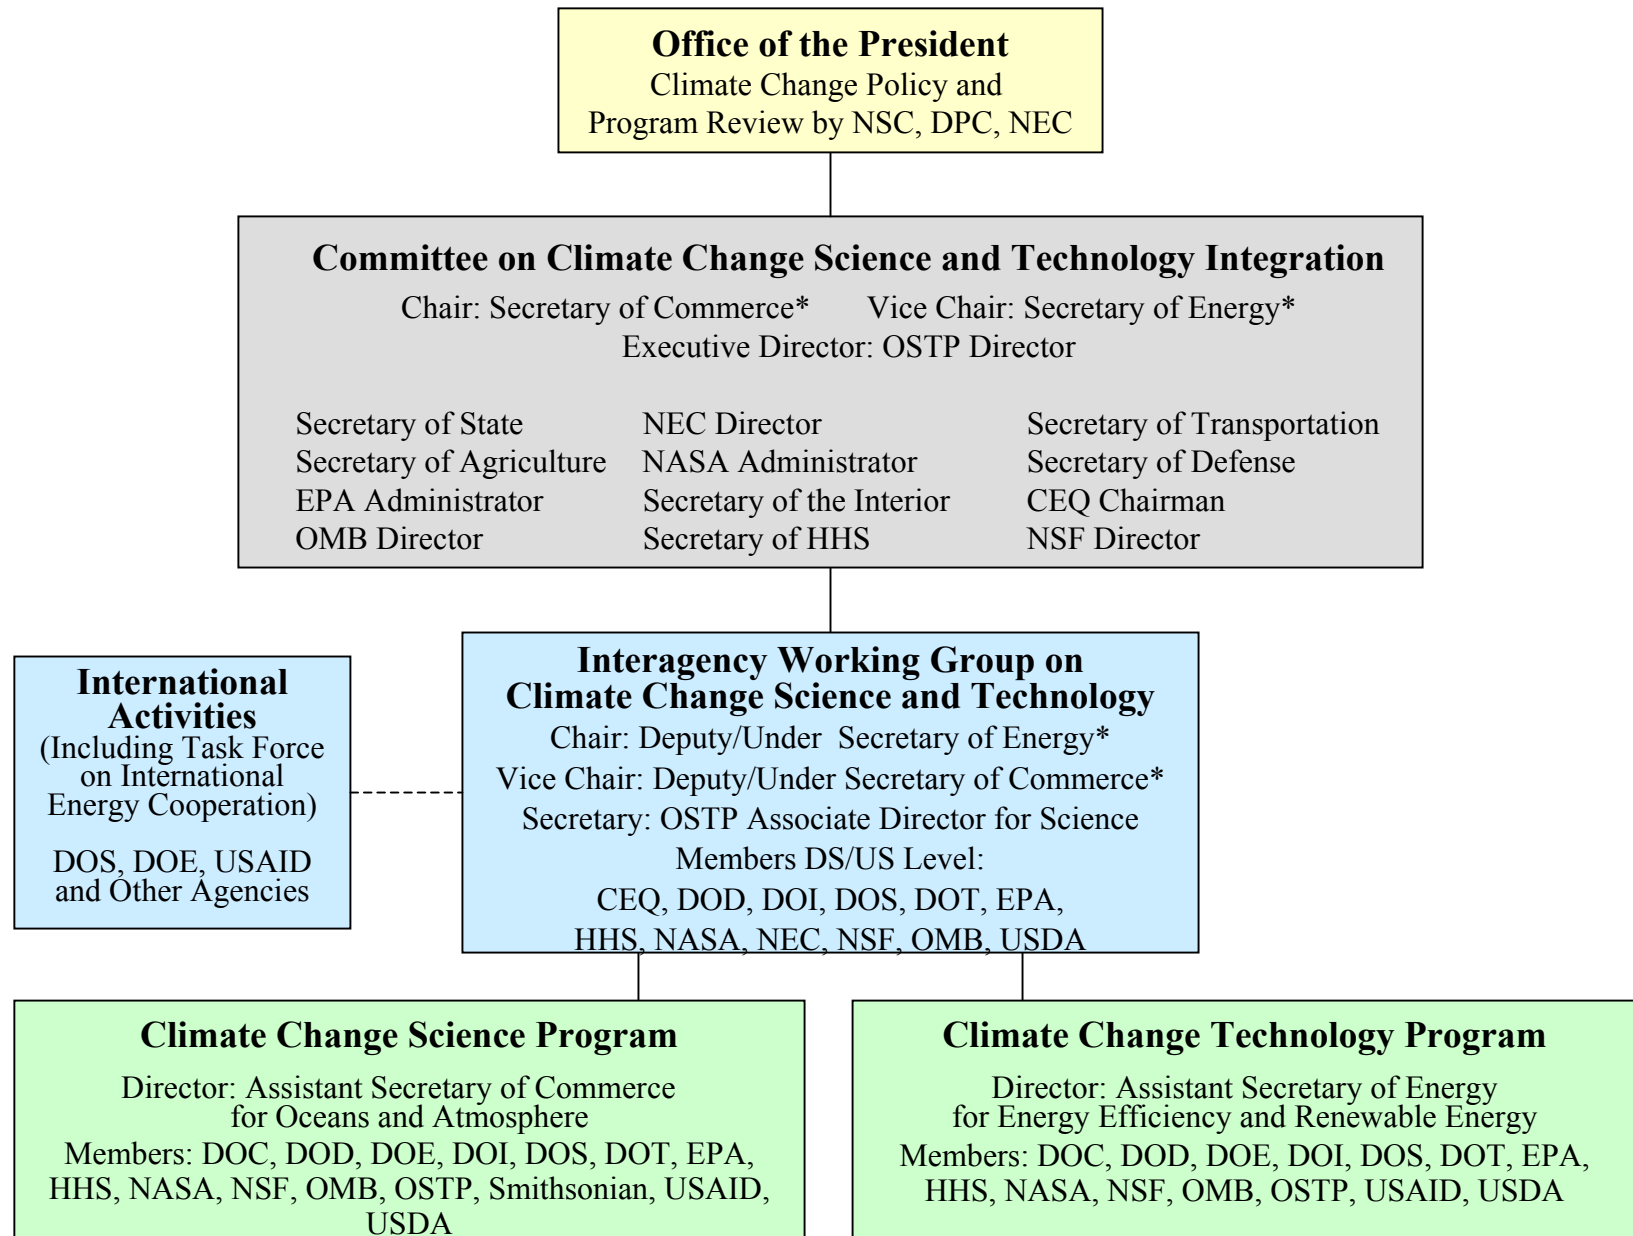 Office of the President
Climate Change Policy and
Program Review by NSC, DPC, NEC
Committee on Climate Change Science and Technology Integration
Chair: Secretary of Commerce* Vice Chair: Secretary of Energy*
Executive Director: OSTP Director
Secretary of State NEC Director Secretary of Transportation
Secretary of Agriculture NASA Administrator Secretary of Defense
EPA Administrator Secretary of the Interior CEQ Chairman
OMB Director Secretary of HHS NSF Director
International
Activities
(Including Task Force
on International
Energy Cooperation)
DOS, DOE, USAID
and Other Agencies
Interagency Working Group on
Climate Change Science and Technology
Chair: Deputy/Under Secretary of Energy*
Vice Chair: Deputy/Under Secretary of Commerce*
Secretary: OSTP Associate Director for Science
Members DS/US Level:
CEQ, DOD, DOI, DOS, DOT, EPA,
HHS, NASA, NEC, NSF, OMB, USDA
Climate Change Science Program
Director: Assistant Secretary of Commerce
for Oceans and Atmosphere
Members: DOC, DOD, DOE, DOI, DOS, DOT, EPA,
HHS, NASA, NSF, OMB, OSTP, Smithsonian, USAID,
USDA
Climate Change Technology Program
Director: Assistant Secretary of Energy
for Energy Efficiency and Renewable Energy
Members: DOC, DOD, DOE, DOI, DOS, DOT, EPA,
HHS, NASA, NSF, OMB, OSTP, USAID, USDA